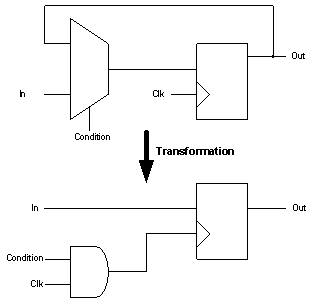 Out
In
Clk
Condition
Transformation
In
Out
Condition
Clk